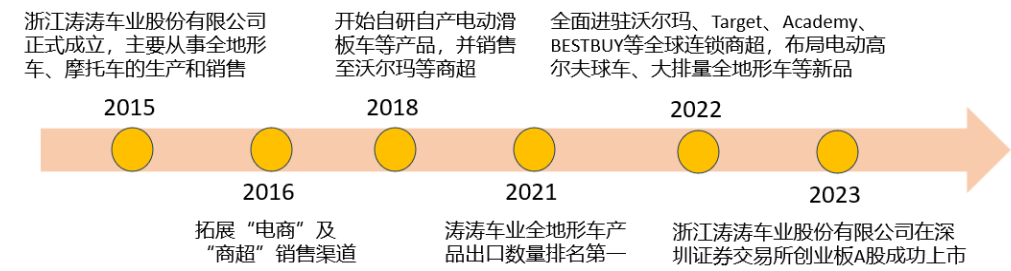 浙江涛涛车业股份有限公司
正式成立，主要从事全地形
车、摩托车的生产和销售
2015
2016
拓展“电商”及
“商超”销售渠道
开始自研自产电动滑
板车等产品，并销售
至沃尔玛等商超
2018
2021
涛涛车业全地形车产
品出口数量排名第一
全面进驻沃尔玛、Target、Academy、
BESTBUY等全球连锁商超，布局电动高
尔夫球车、大排量全地形车等新品
2022
2023
浙江涛涛车业股份有限公司在深
圳证券交易所创业板A股成功上市